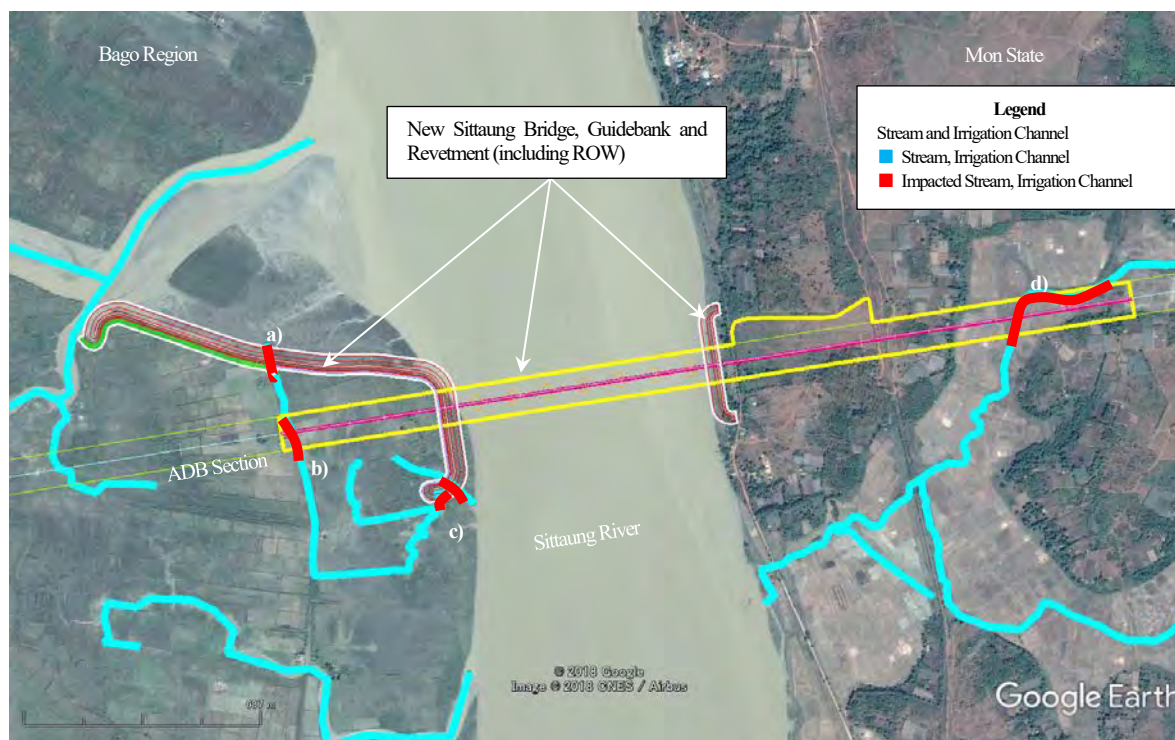 Bago Region
Mon State
New Sittaung Bridge, Guidebank and
Revetment (including ROW)
Legend
Stream and Irrigation Channel
Stream, Irrigation Channel
Impacted Stream, Irrigation Channel
a)
d)
b)
ADB Section
c)
Sittaung River
© 2018 Google
Image © 2018 CNES / Airbus
Google Earth